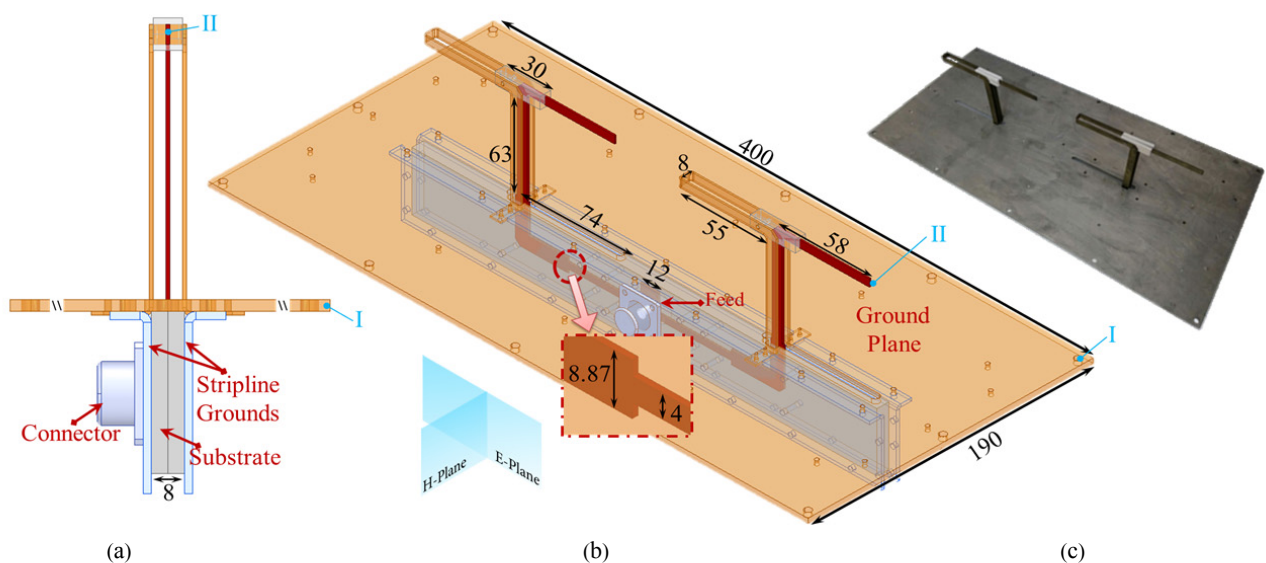 II
I
Stripline
Grounds
Connector
Substrate
8
(a)
30
63
400
8
74
55
58
12
II
Feed
Ground
Plane
I
8.87
4
190
H-Plane
E-Plane
(b)
(c)